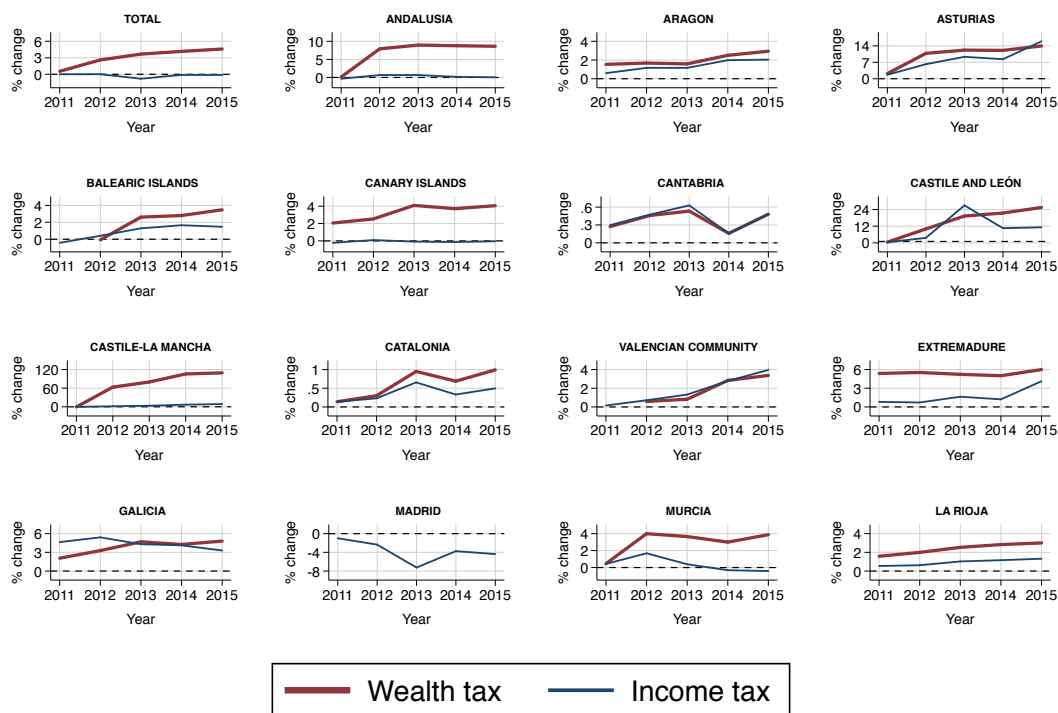 TOTAL
% change
6
3
0
2011 2012 2013 2014 2015
Year
ANDALUSIA
% change
10
5
0
2011 2012 2013 2014 2015
Year
ARAGON
% change
4
2
0
2011 2012 2013 2014 2015
Year
ASTURIAS
% change
14
7
0
2011 2012 2013 2014 2015
Year
BALEARIC ISLANDS
% change
4
2
0
2011 2012 2013 2014 2015
Year
CANARY ISLANDS
% change
4
2
0
2011 2012 2013 2014 2015
Year
CANTABRIA
% change
.6
.3
0
2011 2012 2013 2014 2015
Year
CASTILE AND LEÓN
% change
24
12
0
2011 2012 2013 2014 2015
Year
CASTILE-LA MANCHA
% change
120
60
0
2011 2012 2013 2014 2015
Year
CATALONIA
% change
1
.5
0
2011 2012 2013 2014 2015
Year
VALENCIAN COMMUNITY
% change
4
2
0
2011 2012 2013 2014 2015
Year
EXTREMADURE
% change
6
3
0
2011 2012 2013 2014 2015
Year
GALICIA
% change
6
3
0
2011 2012 2013 2014 2015
Year
MADRID
% change
0
-4
-8
2011 2012 2013 2014 2015
Year
MURCIA
% change
4
2
0
2011 2012 2013 2014 2015
Year
LA RIOJA
% change
4
2
0
2011 2012 2013 2014 2015
Year
Wealth tax Income tax